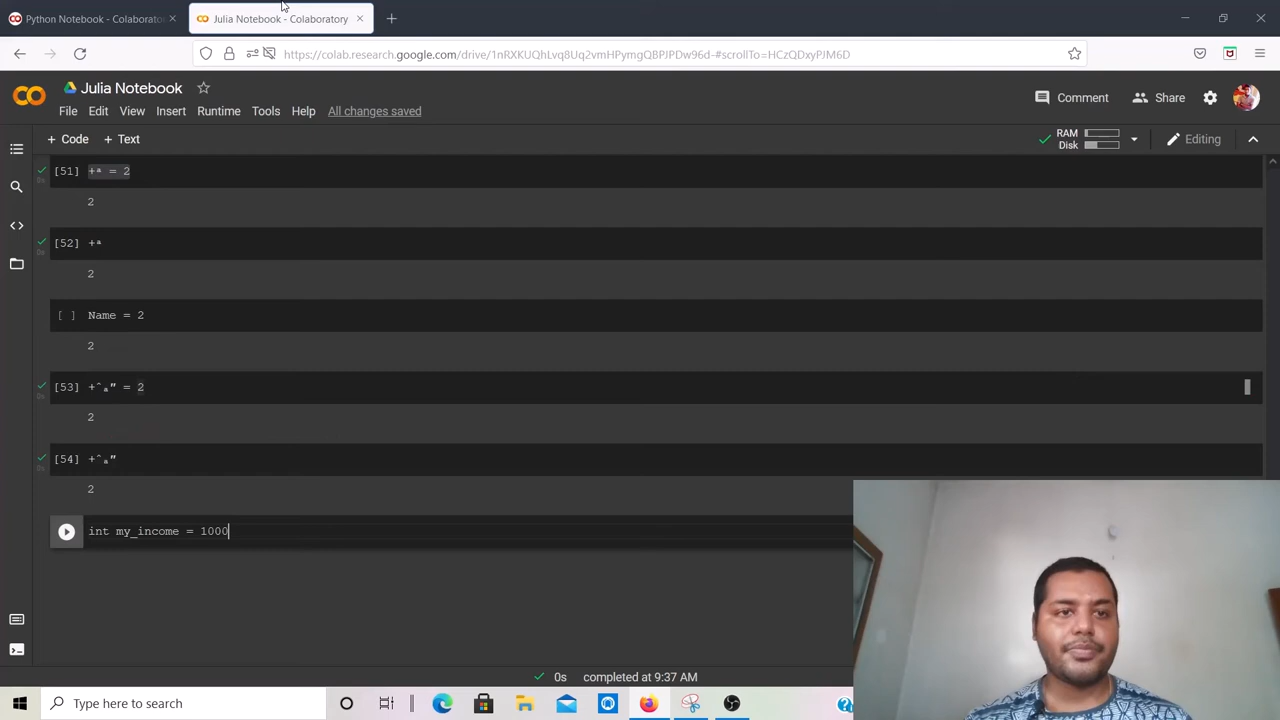 Python Notebook - Colaborato
Julia Notebook - Colaboratory
https://colab.research.google.com/drive/1nRXKUQhLvq8Uq2vmHPymgQBPJPDw96d-#scrollTo=HCzQDxyPJM6D
Julia Notebook
File Edit View Insert Runtime Tools Help All changes saved
Comment Share
+ Code + Text
RAM
Disk
Editing
[51] +ᵃ = 2
2
[52] +ᵃ
2
[ ] Name = 2
2
[53] +̂ₐ″ = 2
2
[54] +̂ₐ″
2
int my_income = 1000
0s completed at 9:37 AM
Type here to search